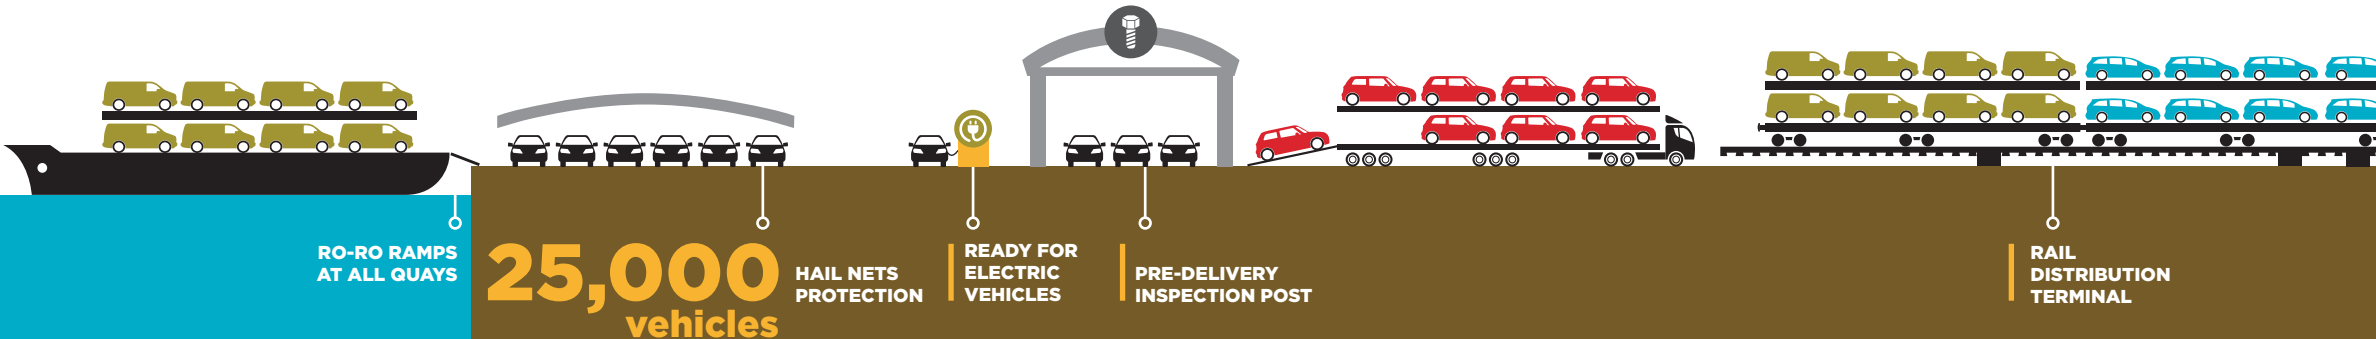 RO-RO RAMPS
AT ALL QUAYS
25,000
vehicles
HAIL NETS
PROTECTION
READY FOR
ELECTRIC
VEHICLES
PRE-DELIVERY
INSPECTION POST
RAIL
DISTRIBUTION
TERMINAL